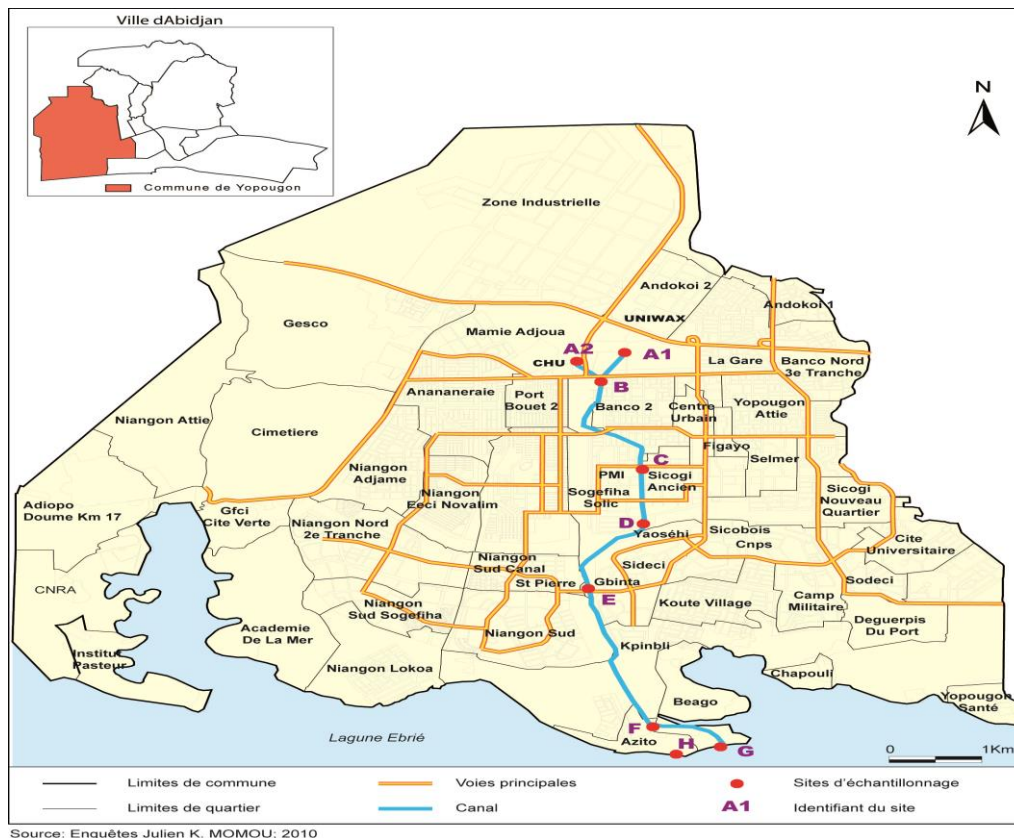 Ville dAbidjan
Commune de Yopougon
N
Zone Industrielle
Andokoi 2
Andokoi 1
UNIWAX
Gesco
Mamie Adjoua
A2
A1
CHU
La Gare
Banco Nord
3e Tranche
B
Anananeraie
Port
Bouet 2
Banco 2
Centre
Urbain
Yopougon
Attie
Niangon Attie
Cimetiere
Figayo
Selmer
C
Niangon
Adjame
PMI
Sicogi
Ancien
Niangon
Eeci Novalim
Sogefiha
Solic
Adiopo
Doume Km 17
Gfci
Cite Verte
Niangon Nord
2e Tranche
Sicogi
Nouveau
Quartier
D
Yaoséhi
Sicobois
Cnps
Cite
Universitaire
Niangon
Sud Canal
Sideci
CNRA
St Pierre
Gbinta
E
Sodeci
Niangon
Sud Sogefiha
Koute Village
Camp
Militaire
Deguerpis
Du Port
Academie
De La Mer
Niangon Sud
Institut
Pasteur
Niangon Lokoa
Kpinbli
Chapouli
Beago
Yopougon
Santé
F
Lagune Ebrié
Azito
H
G
0 1Km
Limites de commune
Voies principales
Sites d'échantillonnage
Limites de quartier
Canal
A1
Identifiant du site
Source: Enquêtes Julien K. MOMOU; 2010